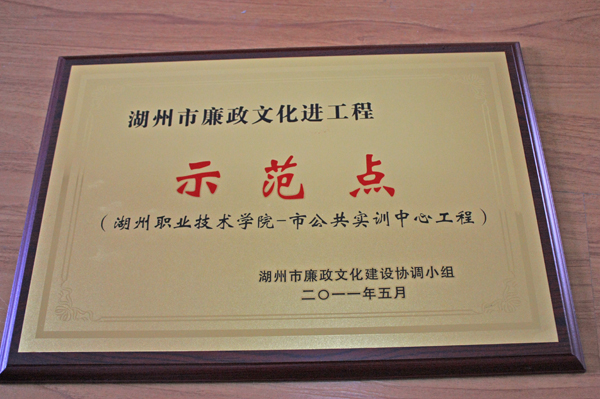 湖州市廉政文化进工程
示范点
（湖州职业技术学院-市公共实训中心工程）
湖州市廉政文化建设协调小组
二〇一一年五月